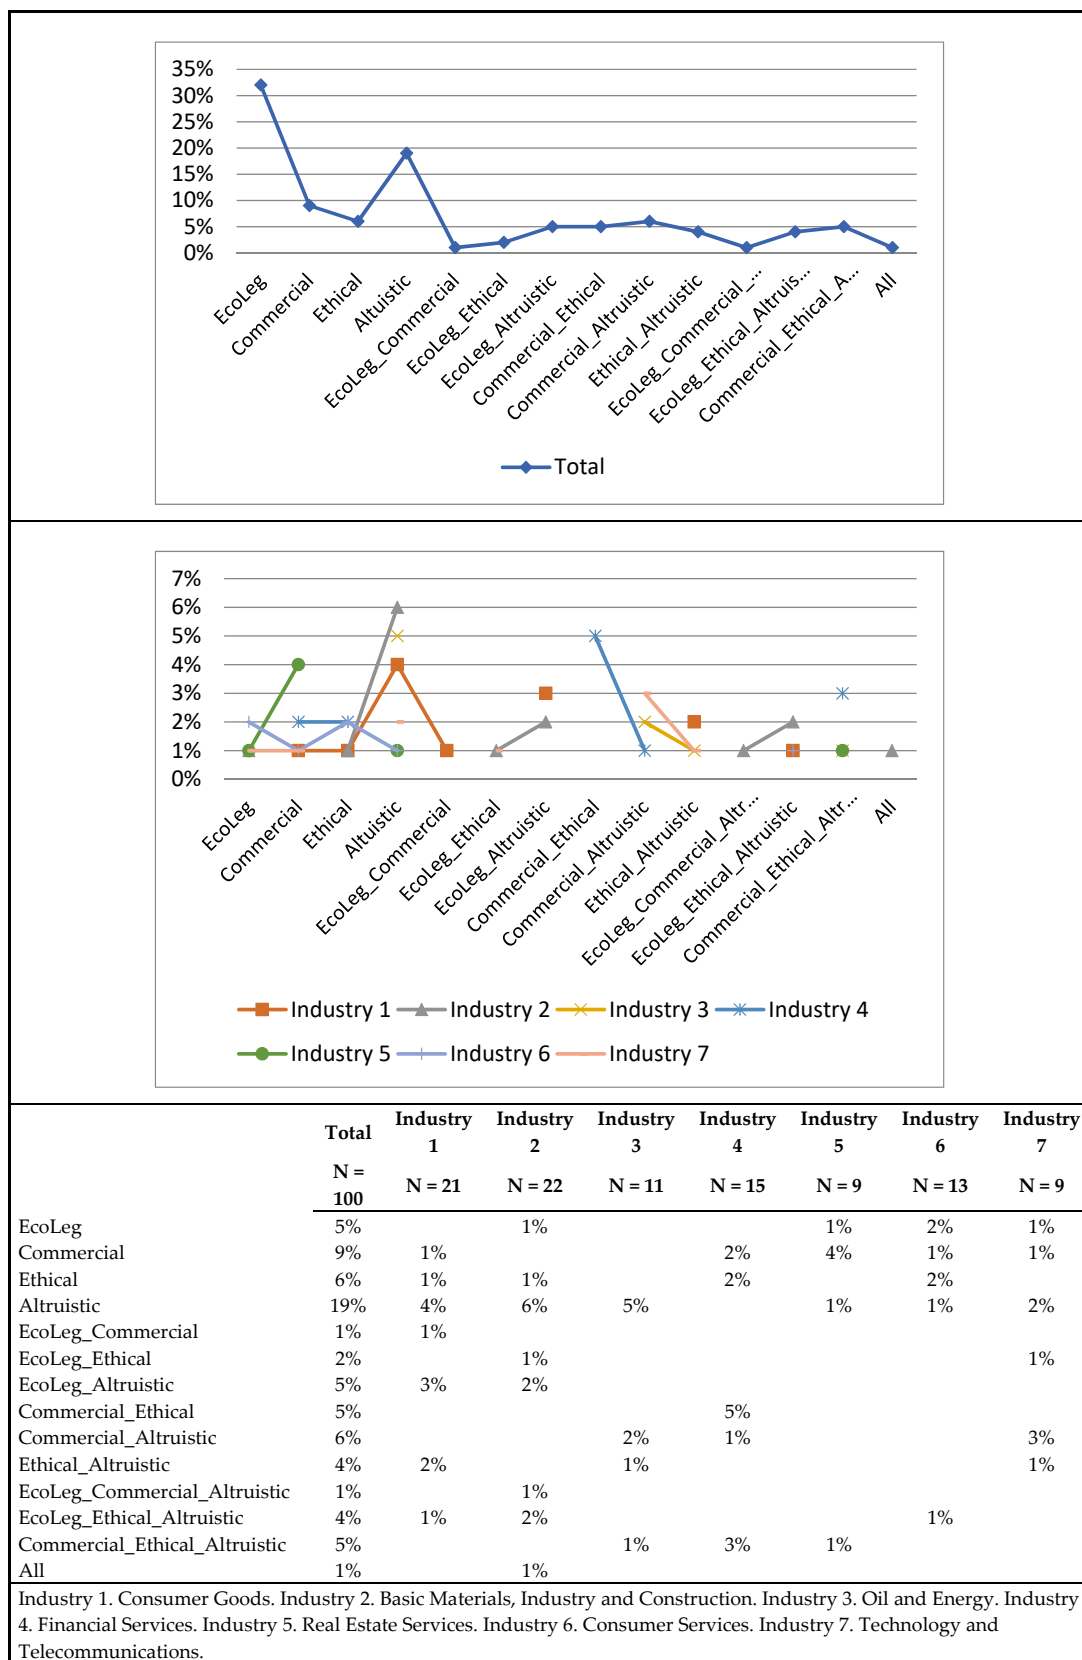 35%
30%
25%
20%
15%
10%
5%
0%
EcoLeg
Commercial
Ethical
Altuistic
EcoLeg_Commercial
EcoLeg_Ethical
EcoLeg_Altruistic
Commercial_Ethical
Commercial_Altruistic
Ethical_Altruistic
EcoLeg_Commercial_…
EcoLeg_Ethical_Altruis…
Commercial_Ethical_A…
All
Total
7%
6%
5%
4%
3%
2%
1%
0%
EcoLeg
Commercial
Ethical
Altuistic
EcoLeg_Commercial
EcoLeg_Ethical
EcoLeg_Altruistic
Commercial_Ethical
Commercial_Altruistic
Ethical_Altruistic
EcoLeg_Commercial_Altr…
EcoLeg_Ethical_Altruistic
Commercial_Ethical_Altr…
All
Industry 1 Industry 2 Industry 3 Industry 4
Industry 5 Industry 6 Industry 7
Total Industry 1 Industry 2 Industry 3 Industry 4 Industry 5 Industry 6 Industry 7
N = 100 N = 21 N = 22 N = 11 N = 15 N = 9 N = 13 N = 9
EcoLeg 5% 1% 1% 2% 1%
Commercial 9% 1% 2% 4% 1% 1%
Ethical 6% 1% 1% 2% 2%
Altruistic 19% 4% 6% 5% 1% 1% 2%
EcoLeg_Commercial 1% 1%
EcoLeg_Ethical 2% 1% 1%
EcoLeg_Altruistic 5% 3% 2%
Commercial_Ethical 5% 5%
Commercial_Altruistic 6% 2% 1% 3%
Ethical_Altruistic 4% 2% 1% 1%
EcoLeg_Commercial_Altruistic 1% 1%
EcoLeg_Ethical_Altruistic 4% 1% 2% 1%
Commercial_Ethical_Altruistic 5% 1% 3% 1%
All 1% 1%
Industry 1. Consumer Goods. Industry 2. Basic Materials, Industry and Construction. Industry 3. Oil and Energy. Industry
4. Financial Services. Industry 5. Real Estate Services. Industry 6. Consumer Services. Industry 7. Technology and
Telecommunications.